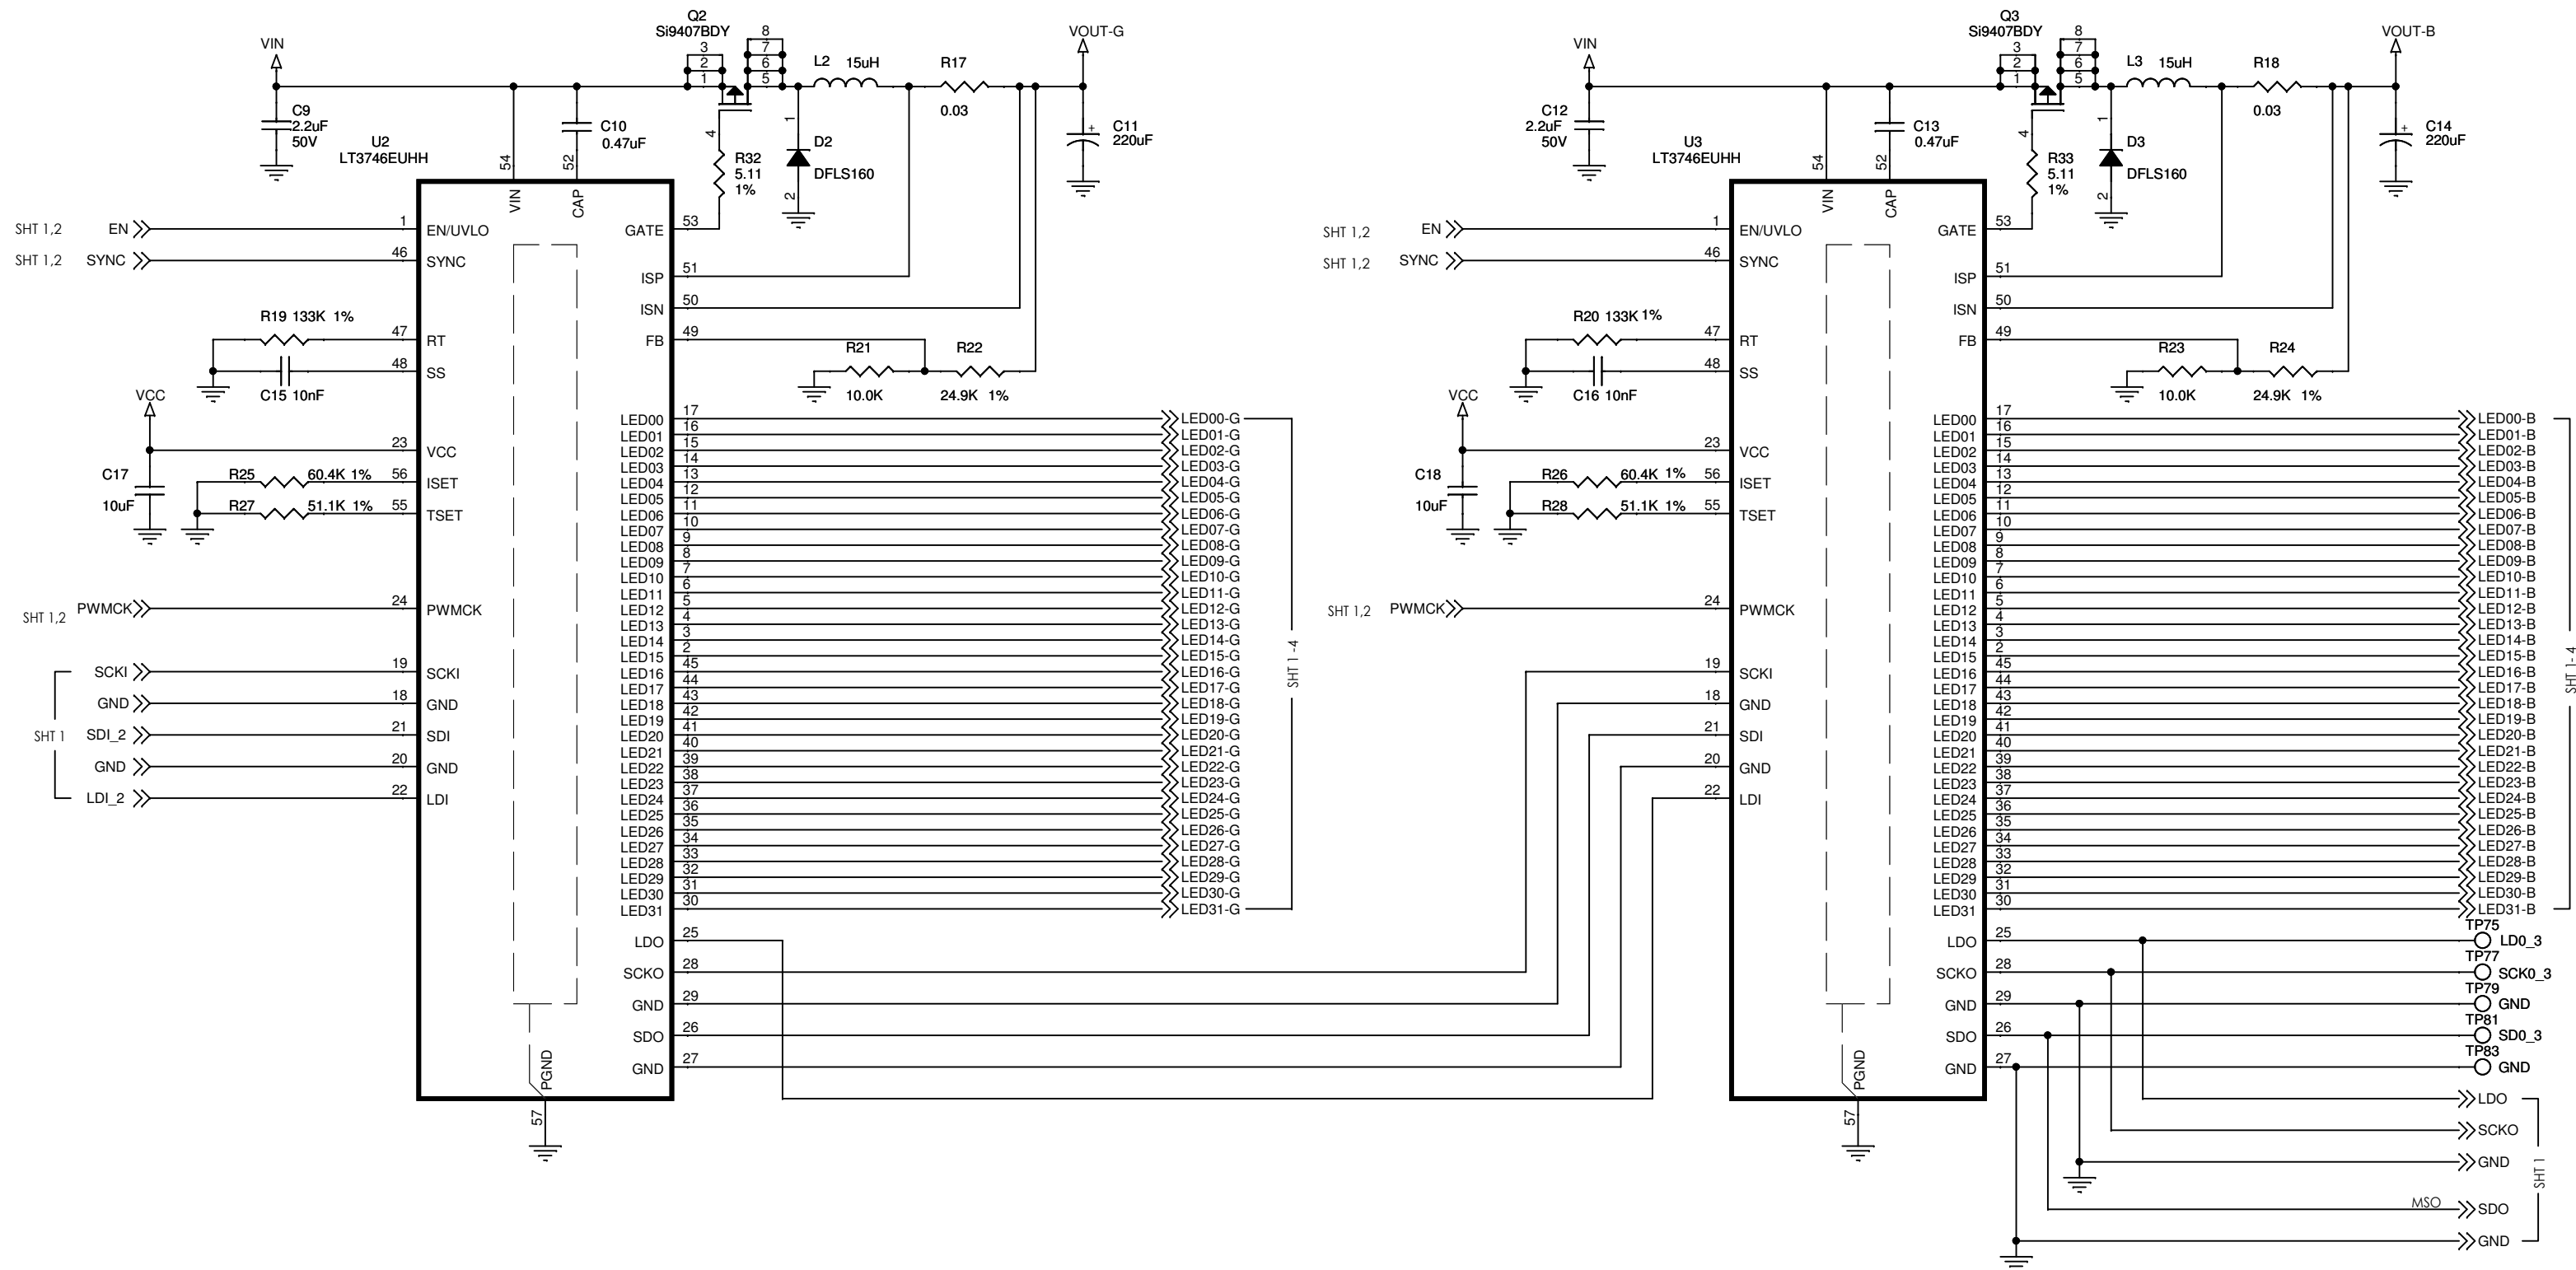 Q2
Si9407BDY
VIN
3
2
1
8
7
6
5
L2 15uH
R17
0.03
VOUT-G
C9
2.2uF
50V
U2
LT3746EUHH
54
C10
0.47uF
52
4
R32
5.11
1%
1
D2
DFLS160
2
+
C11
220uF
VIN
CAP
SHT 1,2 EN 1 EN/UVLO
SHT 1,2 SYNC 46 SYNC
R19 133K 1% 47 RT
48 SS
C15 10nF
VCC
23 VCC
C17
10uF
R25 60.4K 1% 56 ISET
R27 51.1K 1% 55 TSET
SHT 1,2 PWMCK 24 PWMCK
SCKI 19 SCKI
GND 18 GND
SHT 1 SDI_2 21 SDI
GND 20 GND
LDI_2 22 LDI
GATE 53
ISP 51
ISN 50
FB 49
R21
10.0K
R22
24.9K 1%
LED00 17 LED00-G
LED01 16 LED01-G
LED02 15 LED02-G
LED03 14 LED03-G
LED04 13 LED04-G
LED05 12 LED05-G
LED06 11 LED06-G
LED07 10 LED07-G
LED08 9 LED08-G
LED09 8 LED09-G
LED10 7 LED10-G
LED11 6 LED11-G
LED12 5 LED12-G
LED13 4 LED13-G
LED14 3 LED14-G
LED15 2 LED15-G
LED16 45 LED16-G
LED17 44 LED17-G
LED18 43 LED18-G
LED19 42 LED19-G
LED20 41 LED20-G
LED21 40 LED21-G
LED22 39 LED22-G
LED23 38 LED23-G
LED24 37 LED24-G
LED25 36 LED25-G
LED26 35 LED26-G
LED27 34 LED27-G
LED28 33 LED28-G
LED29 32 LED29-G
LED30 31 LED30-G
LED31 30 LED31-G
SHT 1 -4
LDO 25
SCKO 28
GND 29
SDO 26
GND 27
PGND
57
Q3
Si9407BDY
VIN
3
2
1
8
7
6
5
L3 15uH
R18
0.03
VOUT-B
C12
2.2uF
50V
U3
LT3746EUHH
54
C13
0.47uF
52
4
R33
5.11
1%
1
D3
DFLS160
2
+
C14
220uF
VIN
CAP
SHT 1,2 EN 1 EN/UVLO
SHT 1,2 SYNC 46 SYNC
R20 133K 1% 47 RT
48 SS
C16 10nF
VCC
23 VCC
C18
10uF
R26 60.4K 1% 56 ISET
R28 51.1K 1% 55 TSET
SHT 1,2 PWMCK 24 PWMCK
19 SCKI
18 GND
21 SDI
20 GND
22 LDI
GATE 53
ISP 51
ISN 50
FB 49
R23
10.0K
R24
24.9K 1%
LED00 17 LED00-B
LED01 16 LED01-B
LED02 15 LED02-B
LED03 14 LED03-B
LED04 13 LED04-B
LED05 12 LED05-B
LED06 11 LED06-B
LED07 10 LED07-B
LED08 9 LED08-B
LED09 8 LED09-B
LED10 7 LED10-B
LED11 6 LED11-B
LED12 5 LED12-B
LED13 4 LED13-B
LED14 3 LED14-B
LED15 2 LED15-B
LED16 45 LED16-B
LED17 44 LED17-B
LED18 43 LED18-B
LED19 42 LED19-B
LED20 41 LED20-B
LED21 40 LED21-B
LED22 39 LED22-B
LED23 38 LED23-B
LED24 37 LED24-B
LED25 36 LED25-B
LED26 35 LED26-B
LED27 34 LED27-B
LED28 33 LED28-B
LED29 32 LED29-B
LED30 31 LED30-B
LED31 30 LED31-B
SHT 1- 4
TP75
LDO 25 LD0_3
TP77
SCKO 28 SCK0_3
TP79
GND 29 GND
TP81
SDO 26 SD0_3
TP83
GND 27 GND
PGND
57
LDO
SCKO
GND
SHT 1
MSO SDO
GND